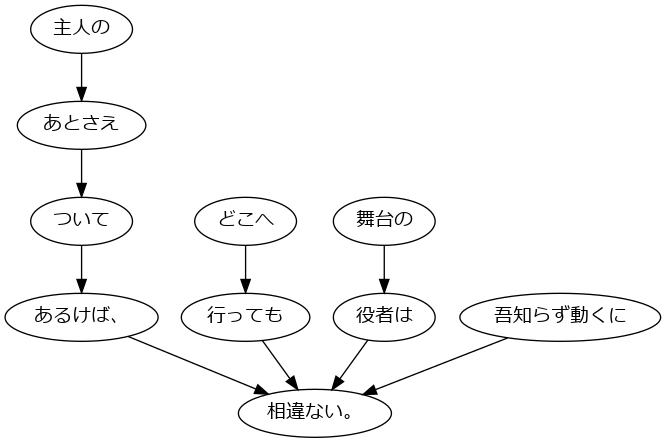 主人の
あとさえ
ついて
どこへ
舞台の
あるけば、
行っても
役者は
吾知らず動くに
相違ない。